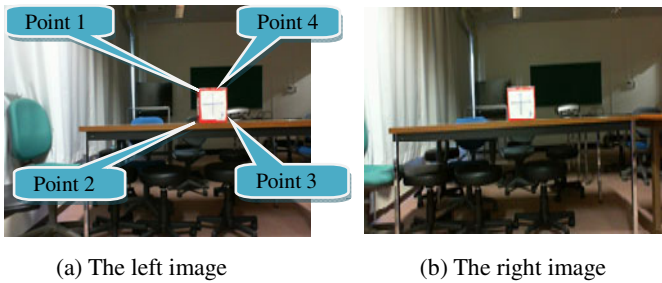 Point 1
Point 4
Point 2
Point 3
(a) The left image
(b) The right image